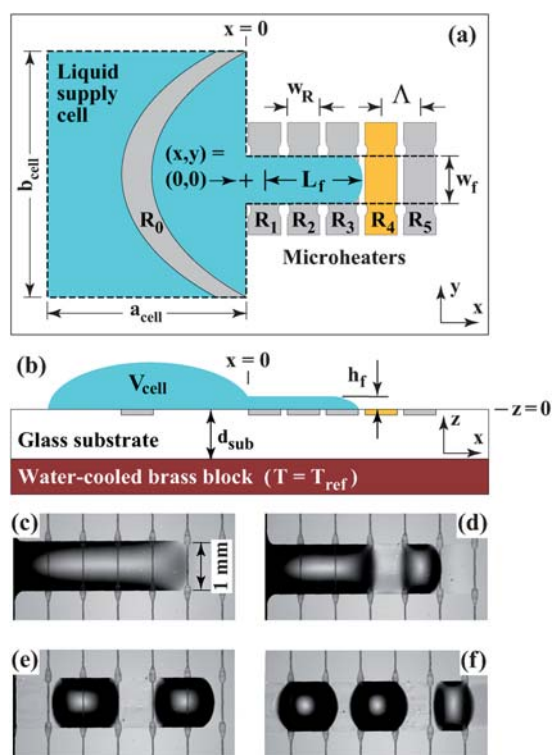 x = 0
(a)
Liquid
supply
cell
w_R
Λ
b_cell
(x,y) =
(0,0)
L_f
w_f
R_0
R_1 R_2 R_3 R_4 R_5
Microheaters
a_cell
y
x
(b)
x = 0
V_cell
h_f
z=0
Glass substrate
d_sub
z
x
Water-cooled brass block (T = T_ref)
(c)
1 mm
(d)
(e)
(f)